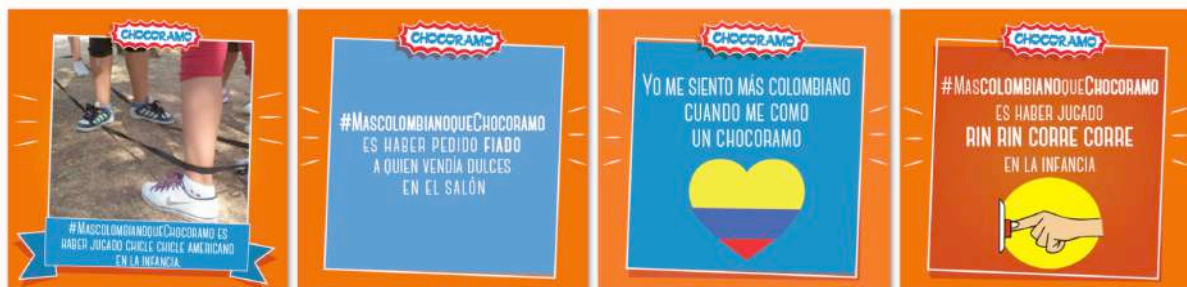 CHOCORAMO
#MASCOLOMBIANOQUECHOCORAMO ES
HABER JUGADO CHICLE CHICLE AMERICANO
EN LA INFANCIA.
CHOCORAMO
#MASCOLOMBIANOQUECHOCORAMO
ES HABER PEDIDO FIADO
A QUIEN VENDÍA DULCES
EN EL SALÓN
CHOCORAMO
YO ME SIENTO MÁS COLOMBIANO
CUANDO ME COMO
UN CHOCORAMO
CHOCORAMO
#MASCOLOMBIANOQUECHOCORAMO
ES HABER JUGADO
RIN RIN CORRE CORRE
EN LA INFANCIA